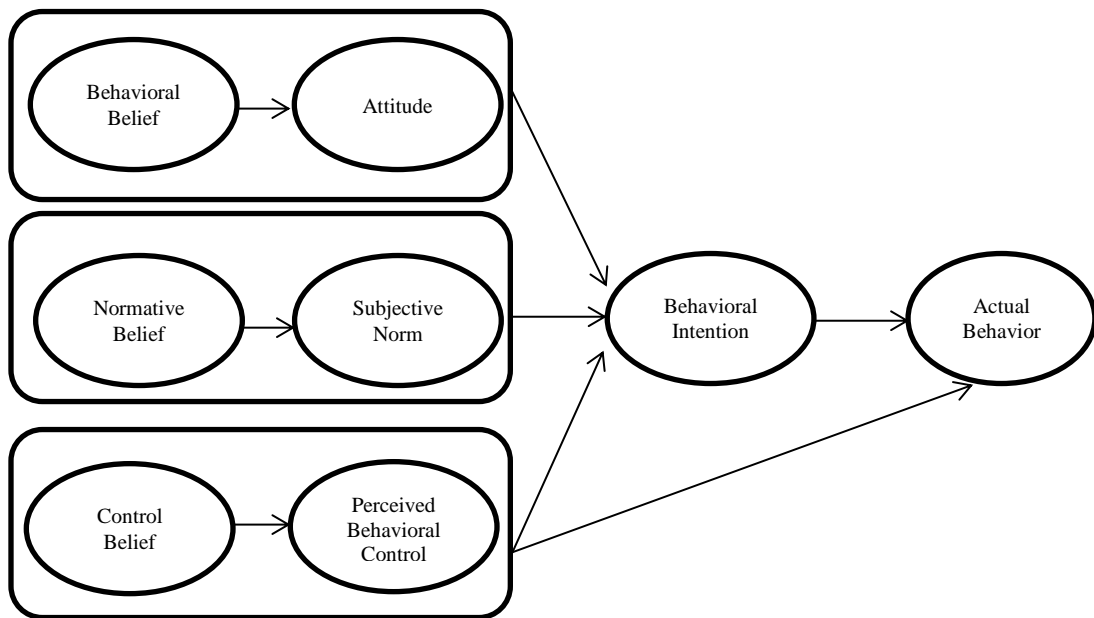 Behavioral
Belief
Attitude
Normative
Belief
Subjective
Norm
Behavioral
Intention
Actual
Behavior
Control
Belief
Perceived
Behavioral
Control